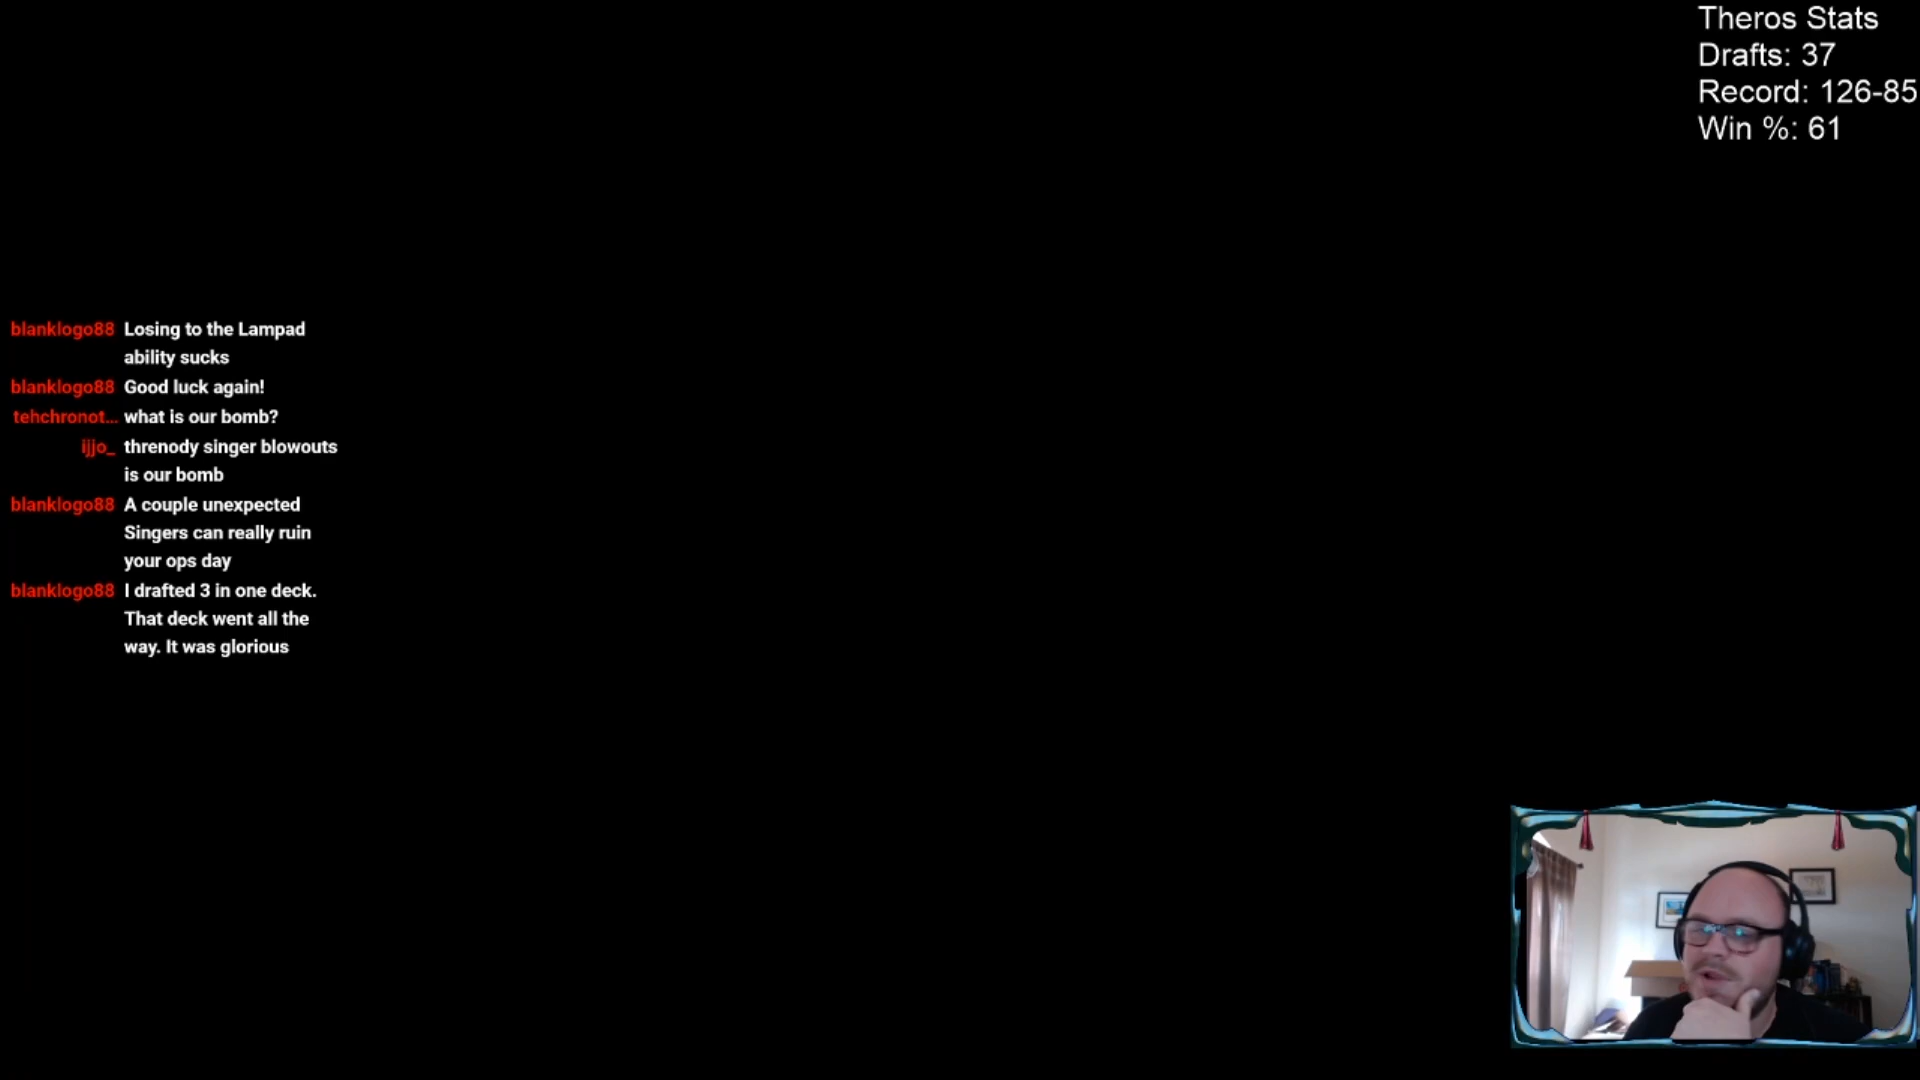 Theros Stats
Drafts: 37
Record: 126-85
Win %: 61
blanklogo88 Losing to the Lampad
ability sucks
blanklogo88 Good luck again!
tehchronot... what is our bomb?
ijjo_ threnody singer blowouts
is our bomb
blanklogo88 A couple unexpected
Singers can really ruin
your ops day
blanklogo88 I drafted 3 in one deck.
That deck went all the
way. It was glorious